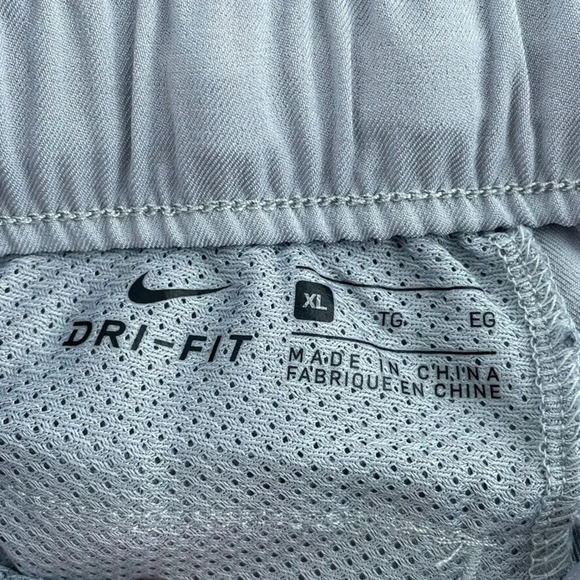 DRI-FIT
XL TG EG
MADE IN CHINA
FABRIQUE EN CHINE